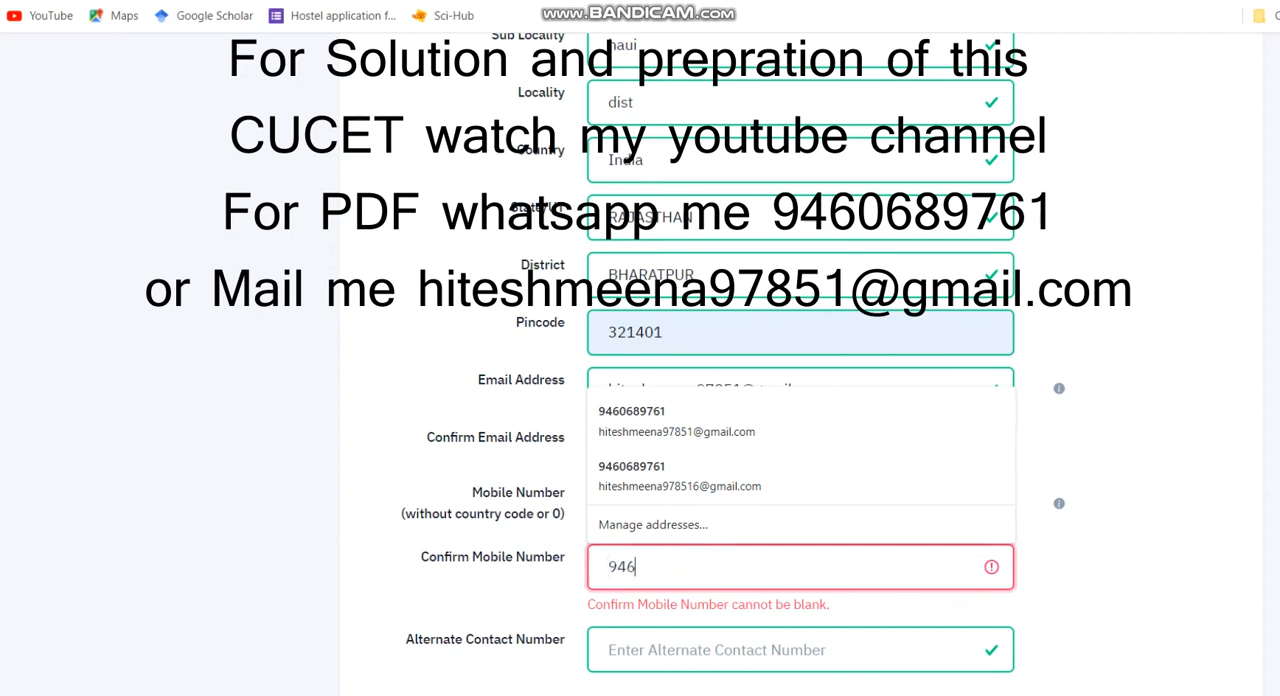 YouTube Maps Google Scholar Hostel application f... Sci-Hub
www.BANDICAM.com
Sub Locality haui
For Solution and prepration of this
Locality dist
CUCET watch my youtube channel
Country India
For PDF whatsapp me 9460689761
State/UT RAJASTHAN
District BHARATPUR
or Mail me hiteshmeena97851@gmail.com
Pincode 321401
Email Address
9460689761
hiteshmeena97851@gmail.com
Confirm Email Address
9460689761
hiteshmeena978516@gmail.com
Mobile Number
(without country code or 0)
Manage addresses...
Confirm Mobile Number 946
Confirm Mobile Number cannot be blank.
Alternate Contact Number Enter Alternate Contact Number